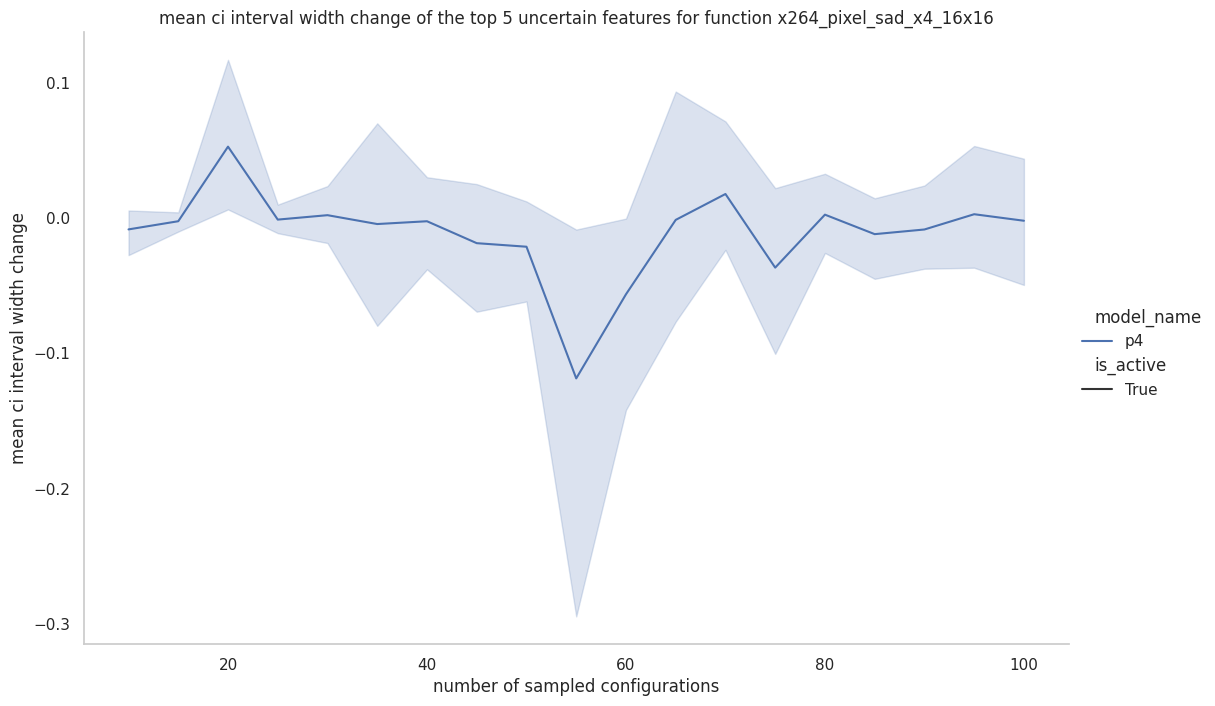 mean ci interval width change of the top 5 uncertain features for function x264_pixel_sad_x4_16x16
mean ci interval width change
0.1
0.0
−0.1
−0.2
−0.3
20
40
60
80
100
number of sampled configurations
model_name
p4
is_active
True